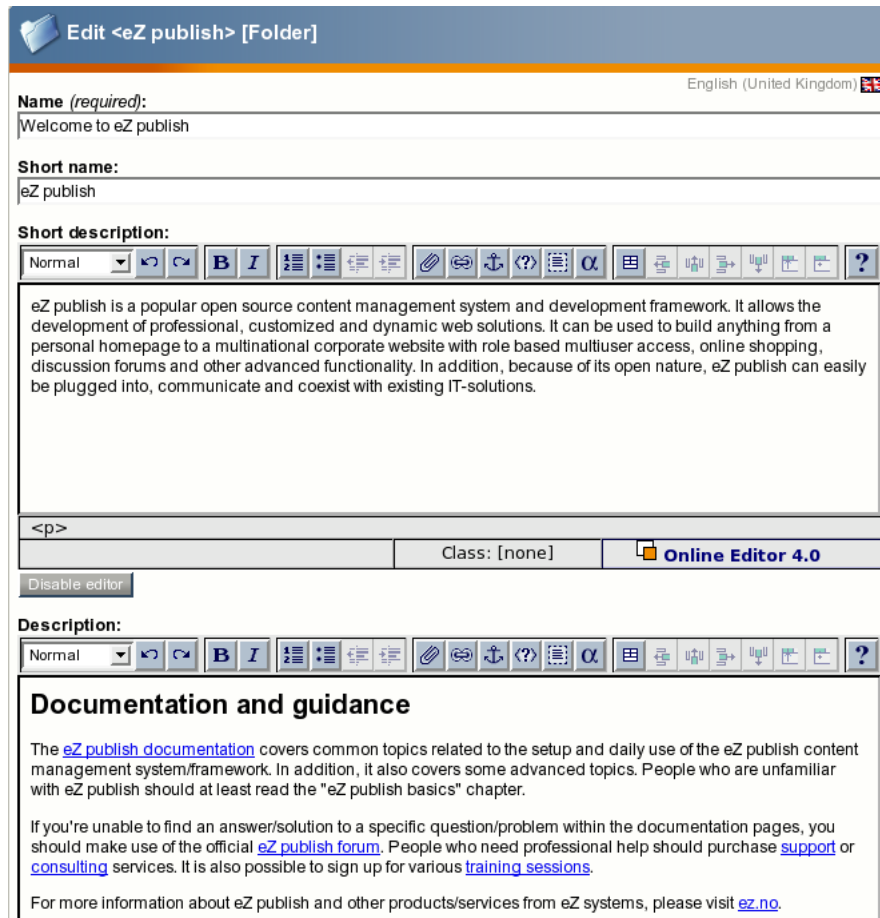 Edit <eZ publish> [Folder]
English (United Kingdom)
Name (required):
Welcome to eZ publish
Short name:
eZ publish
Short description:
Normal B I α ?
eZ publish is a popular open source content management system and development framework. It allows the
development of professional, customized and dynamic web solutions. It can be used to build anything from a
personal homepage to a multinational corporate website with role based multiuser access, online shopping,
discussion forums and other advanced functionality. In addition, because of its open nature, eZ publish can easily
be plugged into, communicate and coexist with existing IT-solutions.
<p>
Class: [none] Online Editor 4.0
Disable editor
Description:
Normal B I α ?
Documentation and guidance
The eZ publish documentation covers common topics related to the setup and daily use of the eZ publish content
management system/framework. In addition, it also covers some advanced topics. People who are unfamiliar
with eZ publish should at least read the "eZ publish basics" chapter.
If you're unable to find an answer/solution to a specific question/problem within the documentation pages, you
should make use of the official eZ publish forum. People who need professional help should purchase support or
consulting services. It is also possible to sign up for various training sessions.
For more information about eZ publish and other products/services from eZ systems, please visit ez.no.